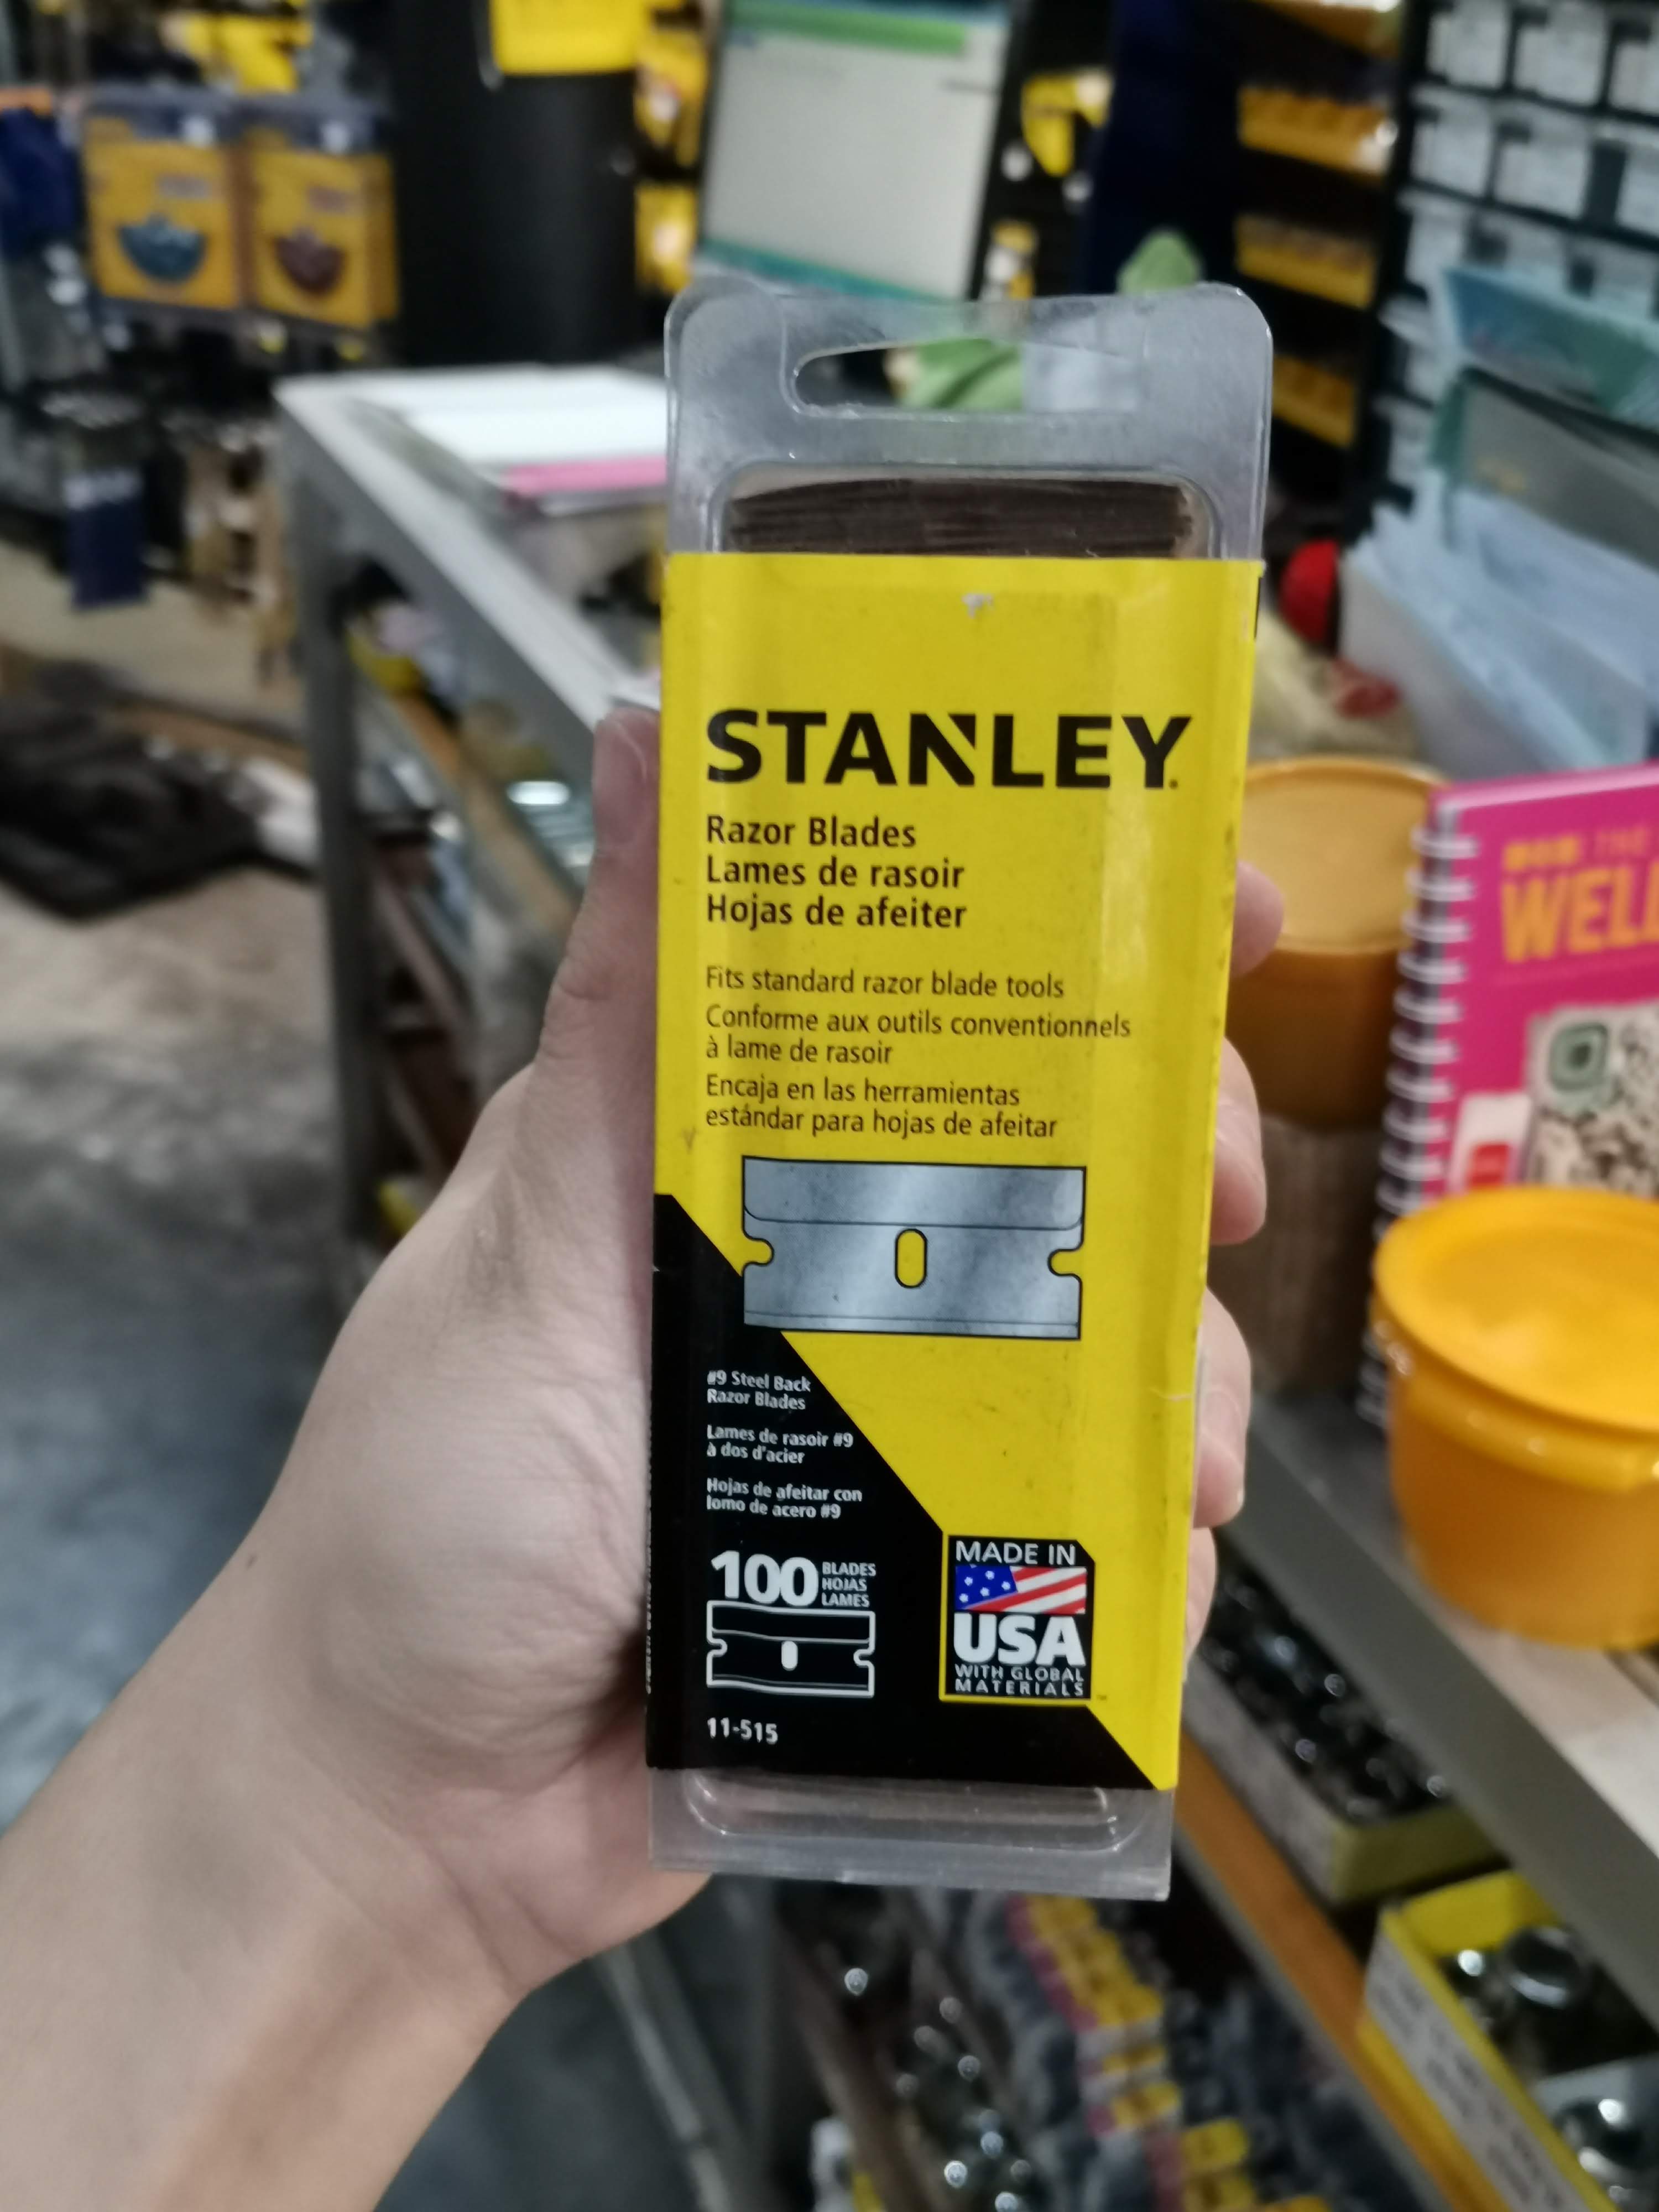 STANLEY.
Razor Blades
Lames de rasoir
Hojas de afeiter
Fits standard razor blade tools
Conforme aux outils conventionnels
à lame de rasoir
Encaja en las herramientas
estándar para hojas de afeitar
#9 Steel Back
Razor Blades
Lames de rasoir #9
à dos d'acier
Hojas de afeitar con
lomo de acero #9
100 BLADES
HOJAS
LAMES
MADE IN
USA
WITH GLOBAL
MATERIALS
11-515
THE
WELL